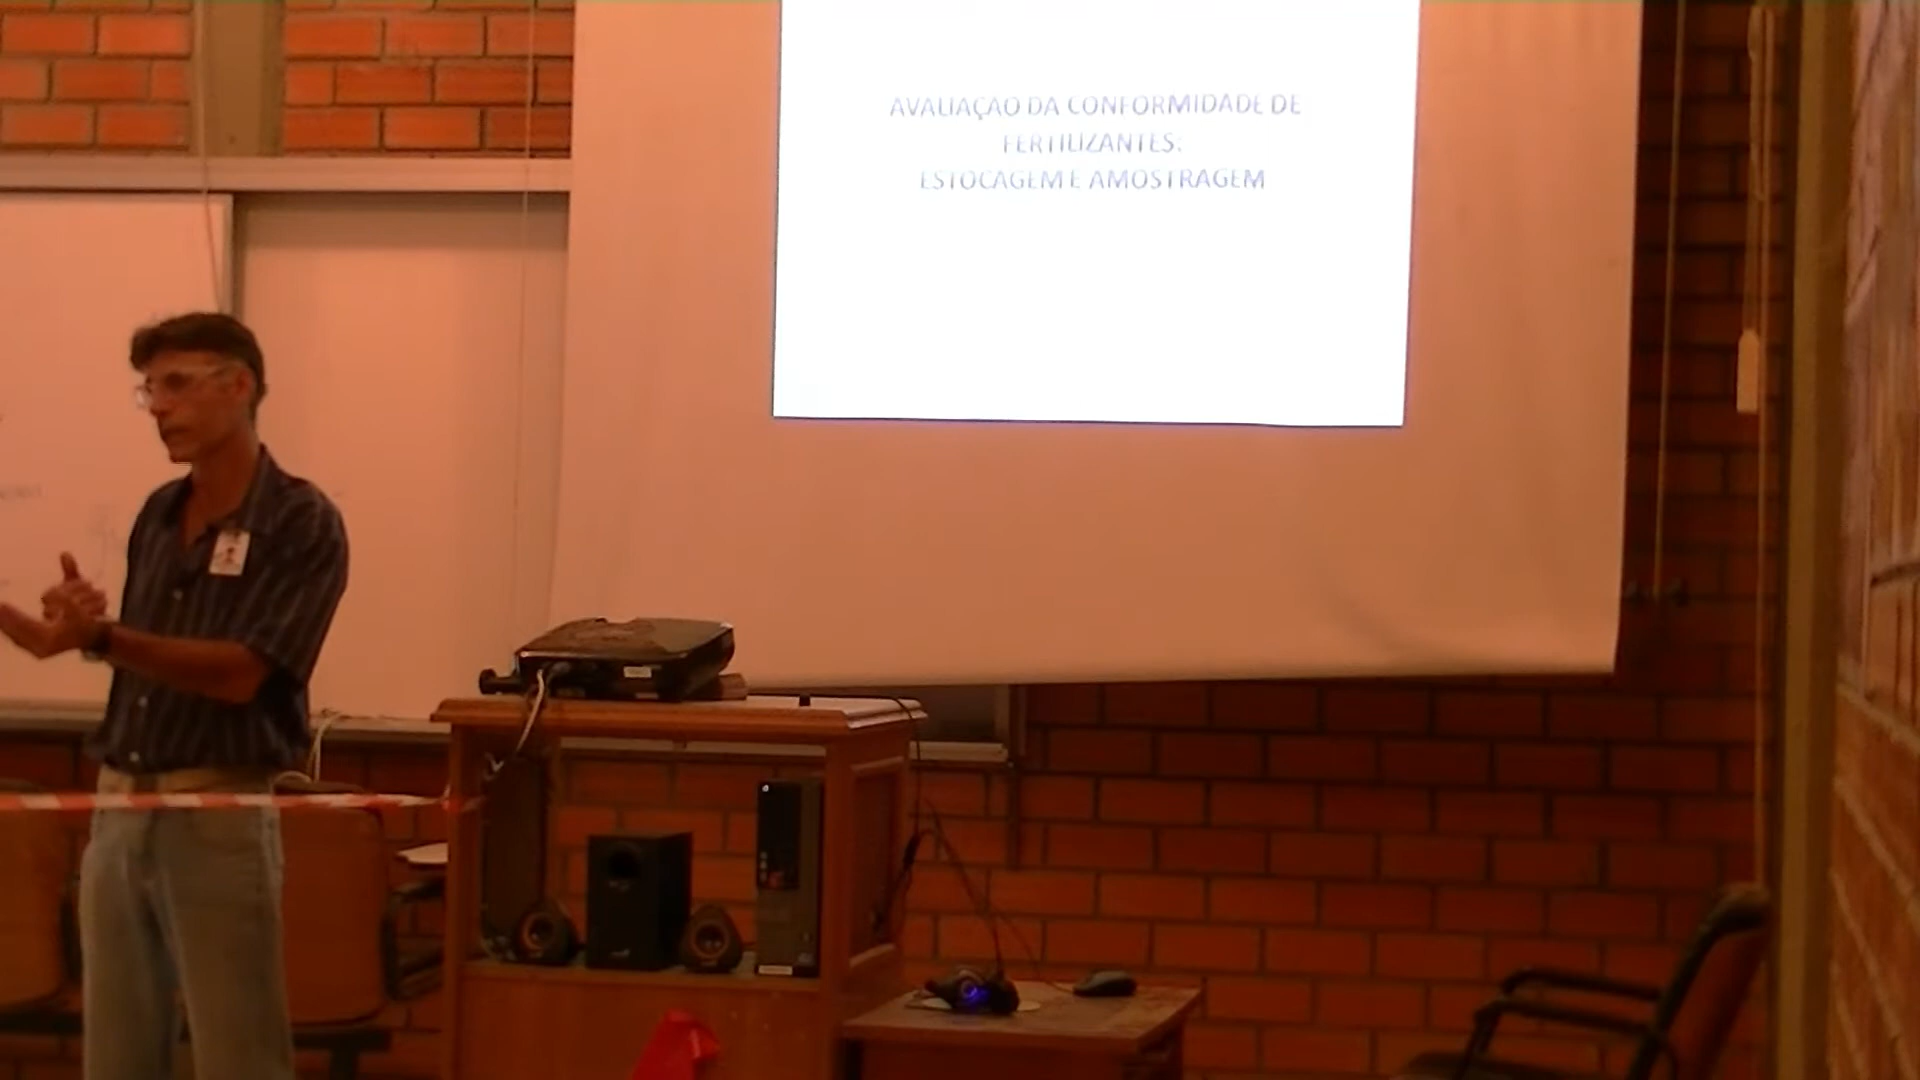 AVALIAÇÃO DA CONFORMIDADE DE
FERTILIZANTES:
ESTOCAGEM E AMOSTRAGEM